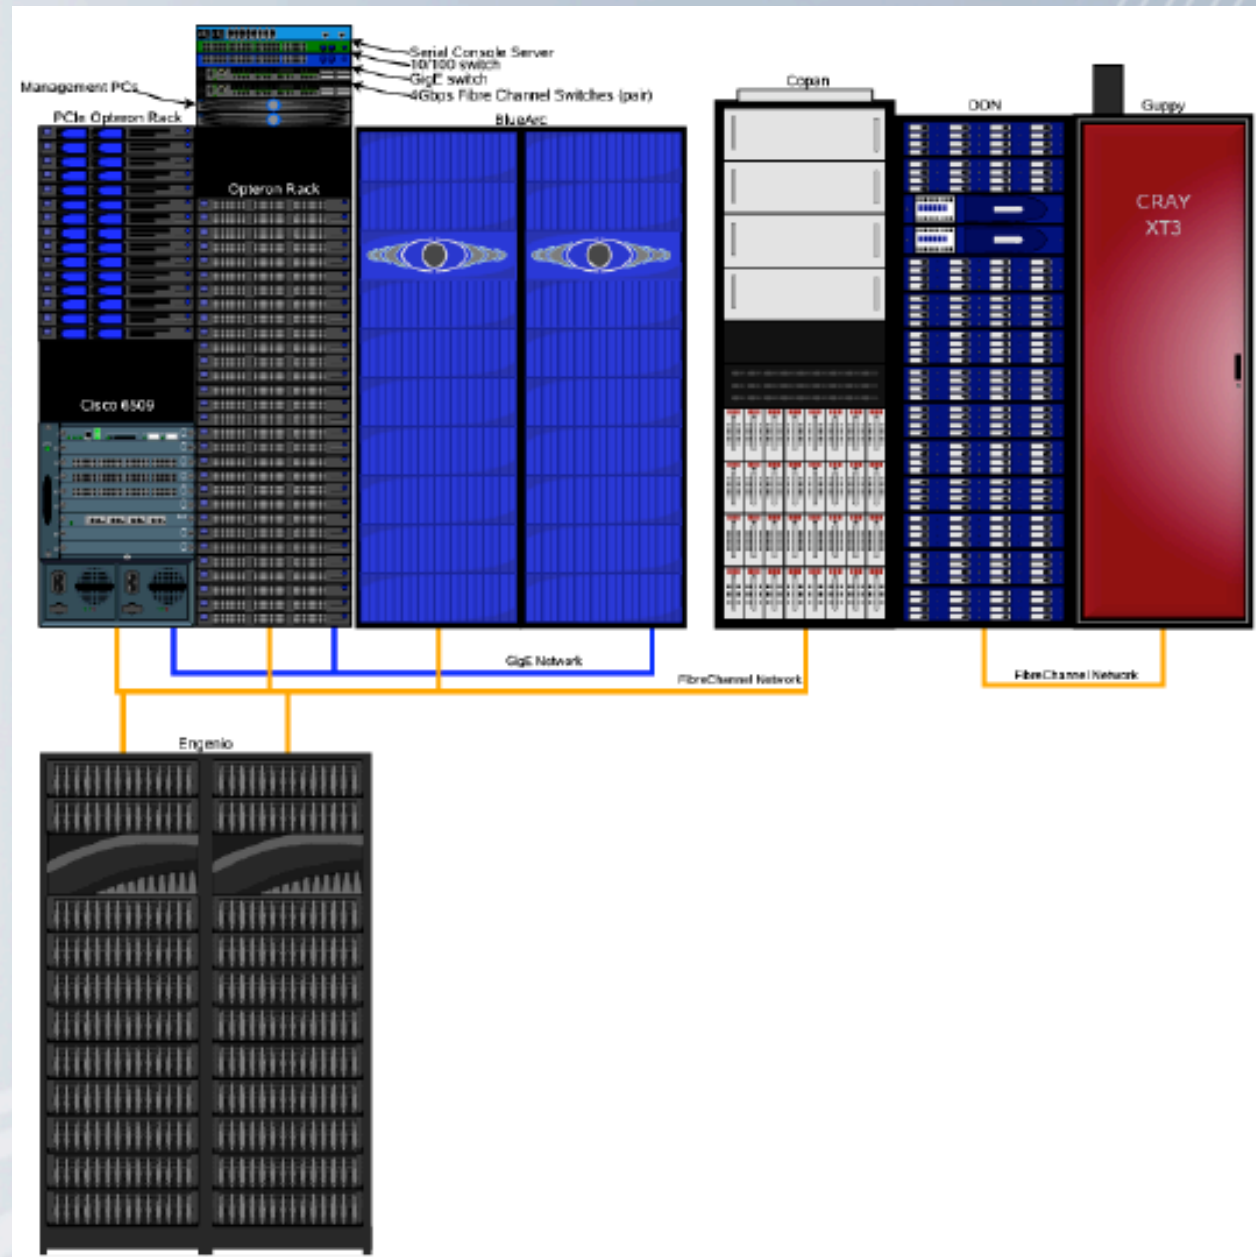 Serial Console Server
10/100 switch
GigE switch
4Gbps Fibre Channel Switches (pair)
Management PCs
PCIe Opteron Rack
BlueArc
Copan
DDN
Guppy
Opteron Rack
CRAY
XT3
Cisco 6509
GigE Network
FibreChannel Network
FibreChannel Network
Engenio